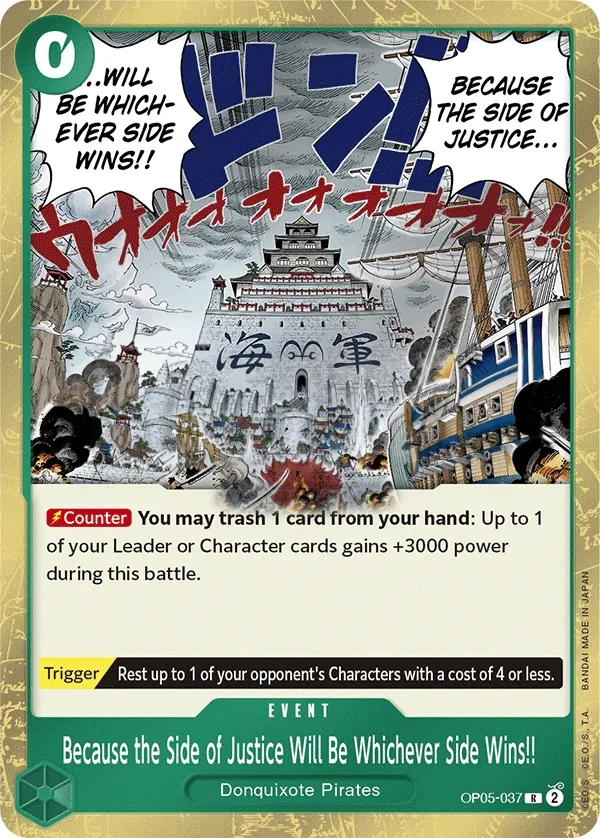 0
...WILL
BE WHICH-
EVER SIDE
WINS!!
BECAUSE
THE SIDE OF
JUSTICE...
ドン!!
ウオオオオオオオオオ!!!
海軍
Counter You may trash 1 card from your hand: Up to 1
of your Leader or Character cards gains +3000 power
during this battle.
Trigger Rest up to 1 of your opponent's Characters with a cost of 4 or less.
EVENT
Because the Side of Justice Will Be Whichever Side Wins!!
Donquixote Pirates
OP05-037 R 2
©E.O./S. ©E.O./S., T.A. BANDAI MADE IN JAPAN